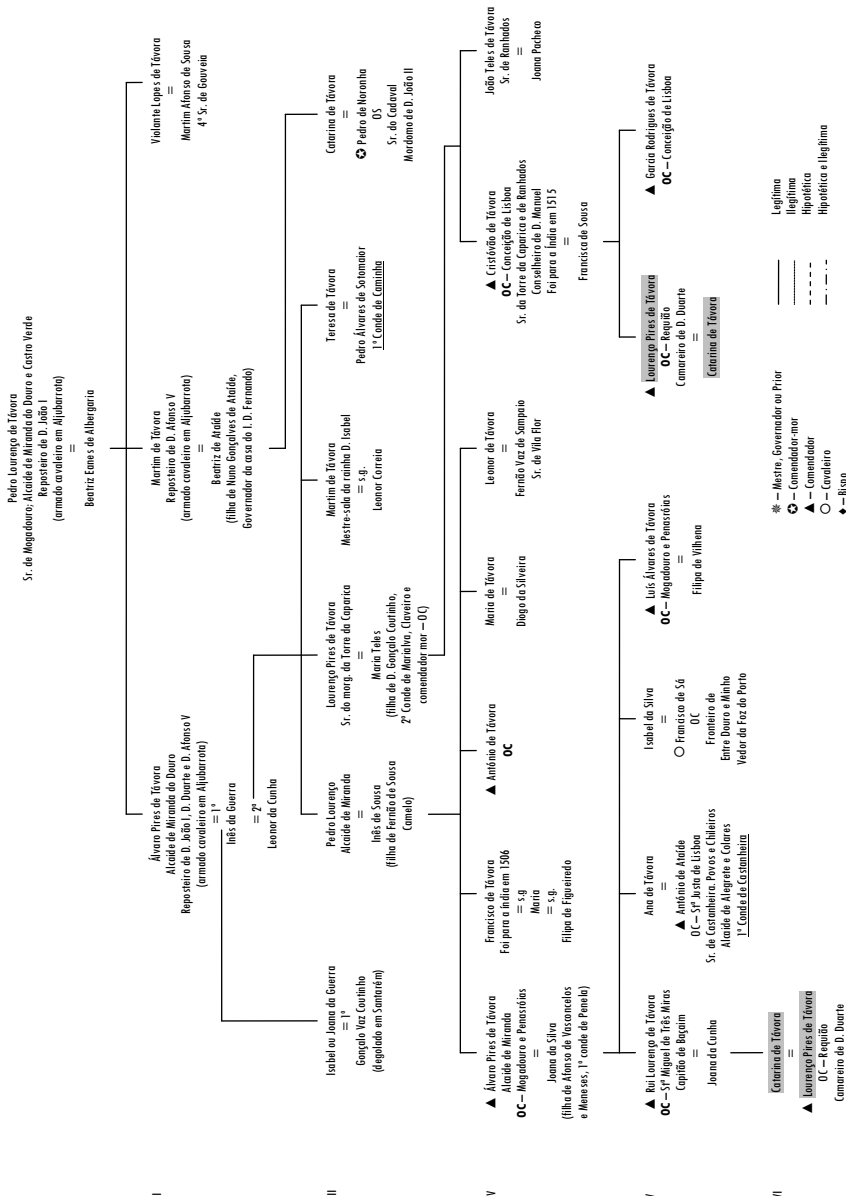 Pedro Lourenço de Távora
Sr. de Mogadouro; Alcaide de Miranda do Douro e Castro Verde
Reposteiro de D. João I
(armado cavaleiro em Aljubarrota)
=
Beatriz Eanes de Albergaria
I
Álvaro Pires de Távora
Alcaide de Miranda do Douro
Reposteiro de D. João I, D. Duarte e D. Afonso V
(armado cavaleiro em Aljubarrota)
= 1ª
Inês da Guerra
= 2ª
Leonor da Cunha
Martim de Távora
Reposteiro de D. Afonso V
(armado cavaleiro em Aljubarrota)
=
Beatriz de Ataíde
(filha de Nuno Gonçalves de Ataíde,
Governador da casa do I. D. Fernando)
Violante Lopes de Távora
=
Martim Afonso de Sousa
4º Sr. de Gouveia
II
Isabel ou Joana da Guerra
= 1ª
Gonçalo Vaz Coutinho
(degolado em Santarém)
Pedro Lourenço
Alcaide de Miranda
=
Inês de Sousa
(filha de Fernão de Sousa
Camelo)
Lourenço Pires de Távora
Sr. do morg. da Torre da Caparica
=
Maria Teles
(filha de D. Gonçalo Coutinho,
2º Conde de Marialva, Claveiro e
comendador mor – OC)
Martim de Távora
Mestre-sala da rainha D. Isabel
= s.g.
Leonor Correia
Teresa de Távora
=
Pedro Álvares de Sotomaior
1º Conde de Caminha
Catarina de Távora
=
✪ Pedro de Noronha
OS
Sr. do Cadaval
Mordomo de D. João II
V
▲ Álvaro Pires de Távora
Alcaide de Miranda
OC – Mogadouro e Penasróias
=
Joana da Silva
(filha de Afonso de Vasconcelos
e Meneses, 1º conde de Penela)
Francisco de Távora
Foi para a Índia em 1506
= s.g
Maria
= s.g.
Filipa de Figueiredo
▲ António de Távora
OC
Maria de Távora
=
Diogo da Silveira
Leonor de Távora
=
Fernão Vaz de Sampaio
Sr. de Vila Flor
▲ Cristóvão de Távora
OC – Conceição de Lisboa
Sr. da Torre da Caparica e de Ranhados
Conselheiro de D. Manuel
Foi para a Índia em 1515
=
Francisca de Sousa
João Teles de Távora
Sr. de Ranhados
=
Joana Pacheco
V
▲ Rui Lourenço de Távora
OC – Stª Miguel de Três Miras
Capitão de Baçaim
=
Joana da Cunha
Ana de Távora
=
▲ António de Ataíde
OC – Stª Justa de Lisboa
Sr. de Castanheira. Povos e Chileiros
Alcaide de Alegrete e Colares
1º Conde de Castanheira
Isabel da Silva
=
○ Francisco de Sá
OC
Fronteiro de
Entre Douro e Minho
Vedor da Foz do Porto
▲ Luís Álvares de Távora
OC – Mogadouro e Penasróias
=
Filipa de Vilhena
▲ Lourenço Pires de Távora
OC – Requião
Camareiro de D. Duarte
=
Catarina de Távora
▲ Garcia Rodrigues de Távora
OC – Conceição de Lisboa
VI
Catarina de Távora
=
▲ Lourenço Pires de Távora
OC – Requião
Camareiro de D. Duarte
– Mestre, Governador ou Prior
✪ – Comendador-mor
▲ – Comendador
○ – Cavaleiro
◆ – Bispo
Legítima
Ilegítima
Hipotética
Hipotética e Ilegítima